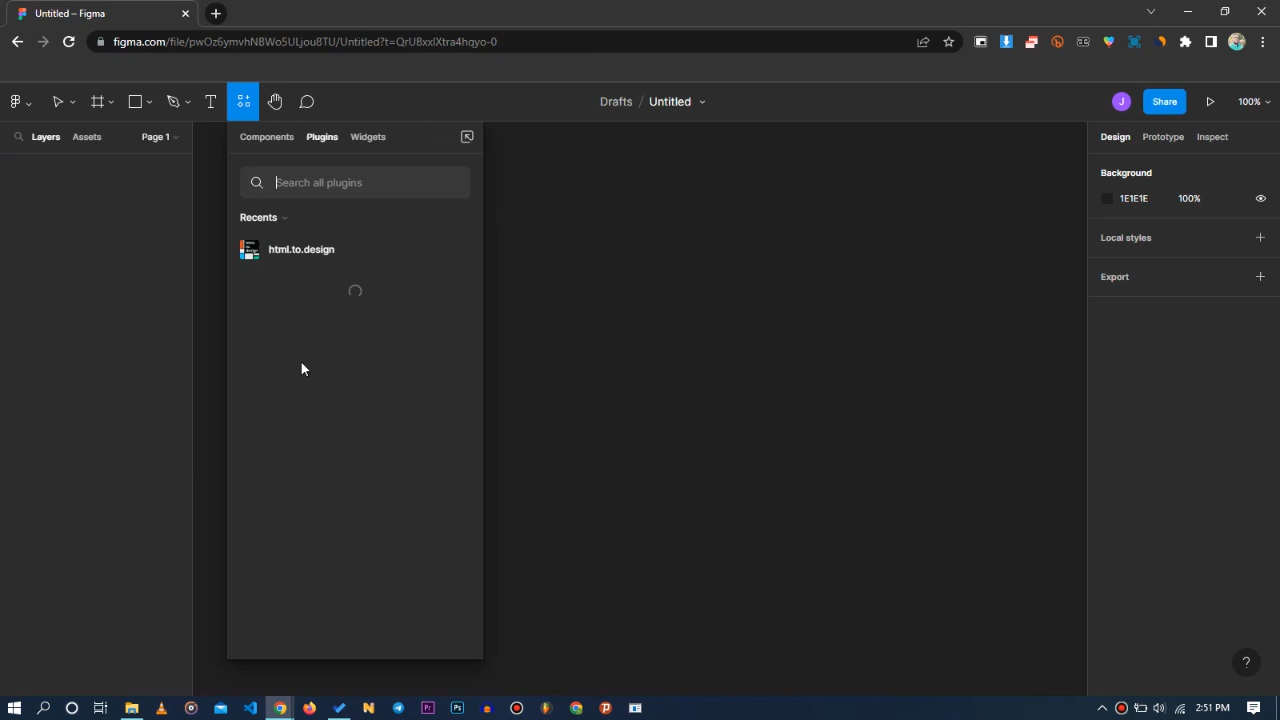 Untitled – Figma
figma.com/file/pwOz6ymvhNBWo5ULjou8TU/Untitled?t=QrUBxxlXtra4hqyo-0
Drafts / Untitled
J
Share
100%
Layers
Assets
Page 1
Components
Plugins
Widgets
Design
Prototype
Inspect
Search all plugins
Background
1E1E1E
100%
Recents
Local styles
html.to.design
Export
?
2:51 PM